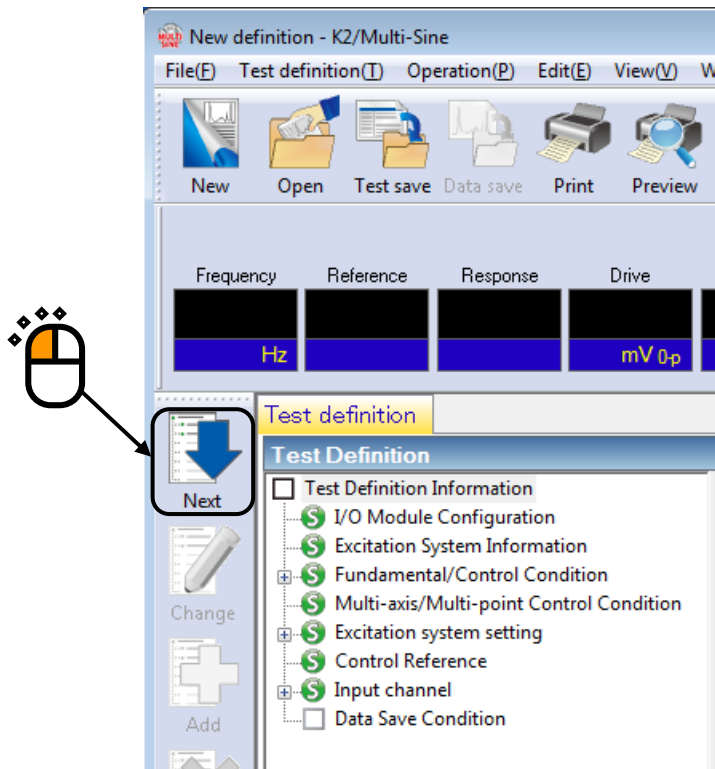 New definition - K2/Multi-Sine
File(F) Test definition(T) Operation(P) Edit(E) View(V) W
New Open Test save Data save Print Preview
Frequency Reference Response Drive
Hz mV 0-p
Test definition
Test Definition
Next
Test Definition Information
I/O Module Configuration
Excitation System Information
Fundamental/Control Condition
Multi-axis/Multi-point Control Condition
Excitation system setting
Control Reference
Input channel
Data Save Condition
Change
Add